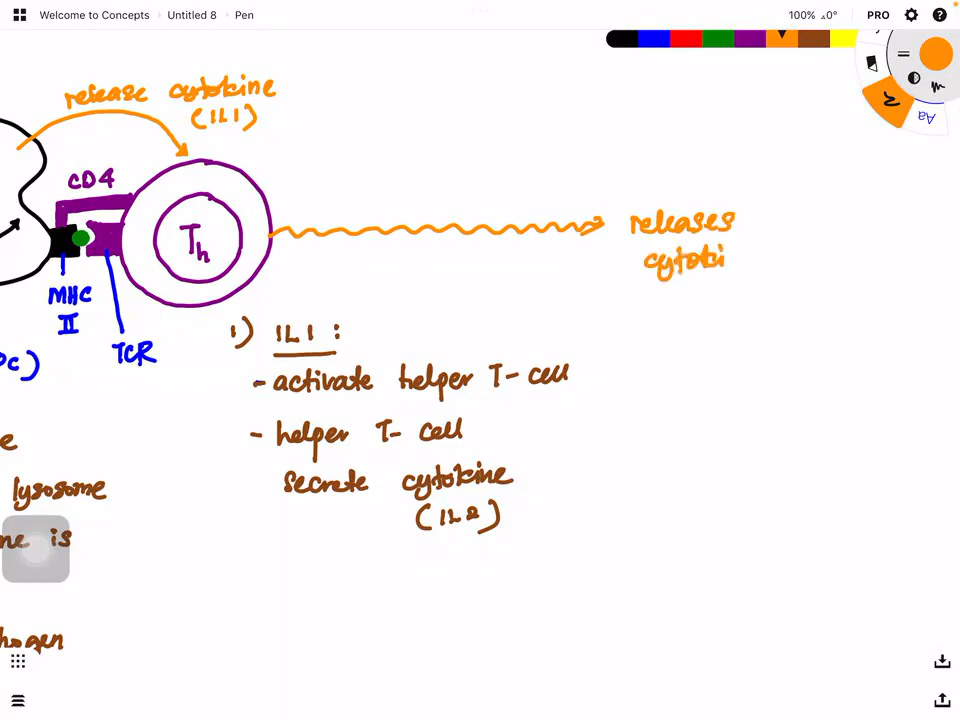 Welcome to Concepts > Untitled 8 > Pen
100% 0°
PRO
Aa
release cytokine
(IL1)
CD4
Th
MHC
II
TCR
releases
cytoki
1) IL1 :
- activate helper T-cell
- helper T- cell
secrete cytokine
(IL2)
lysosome
is